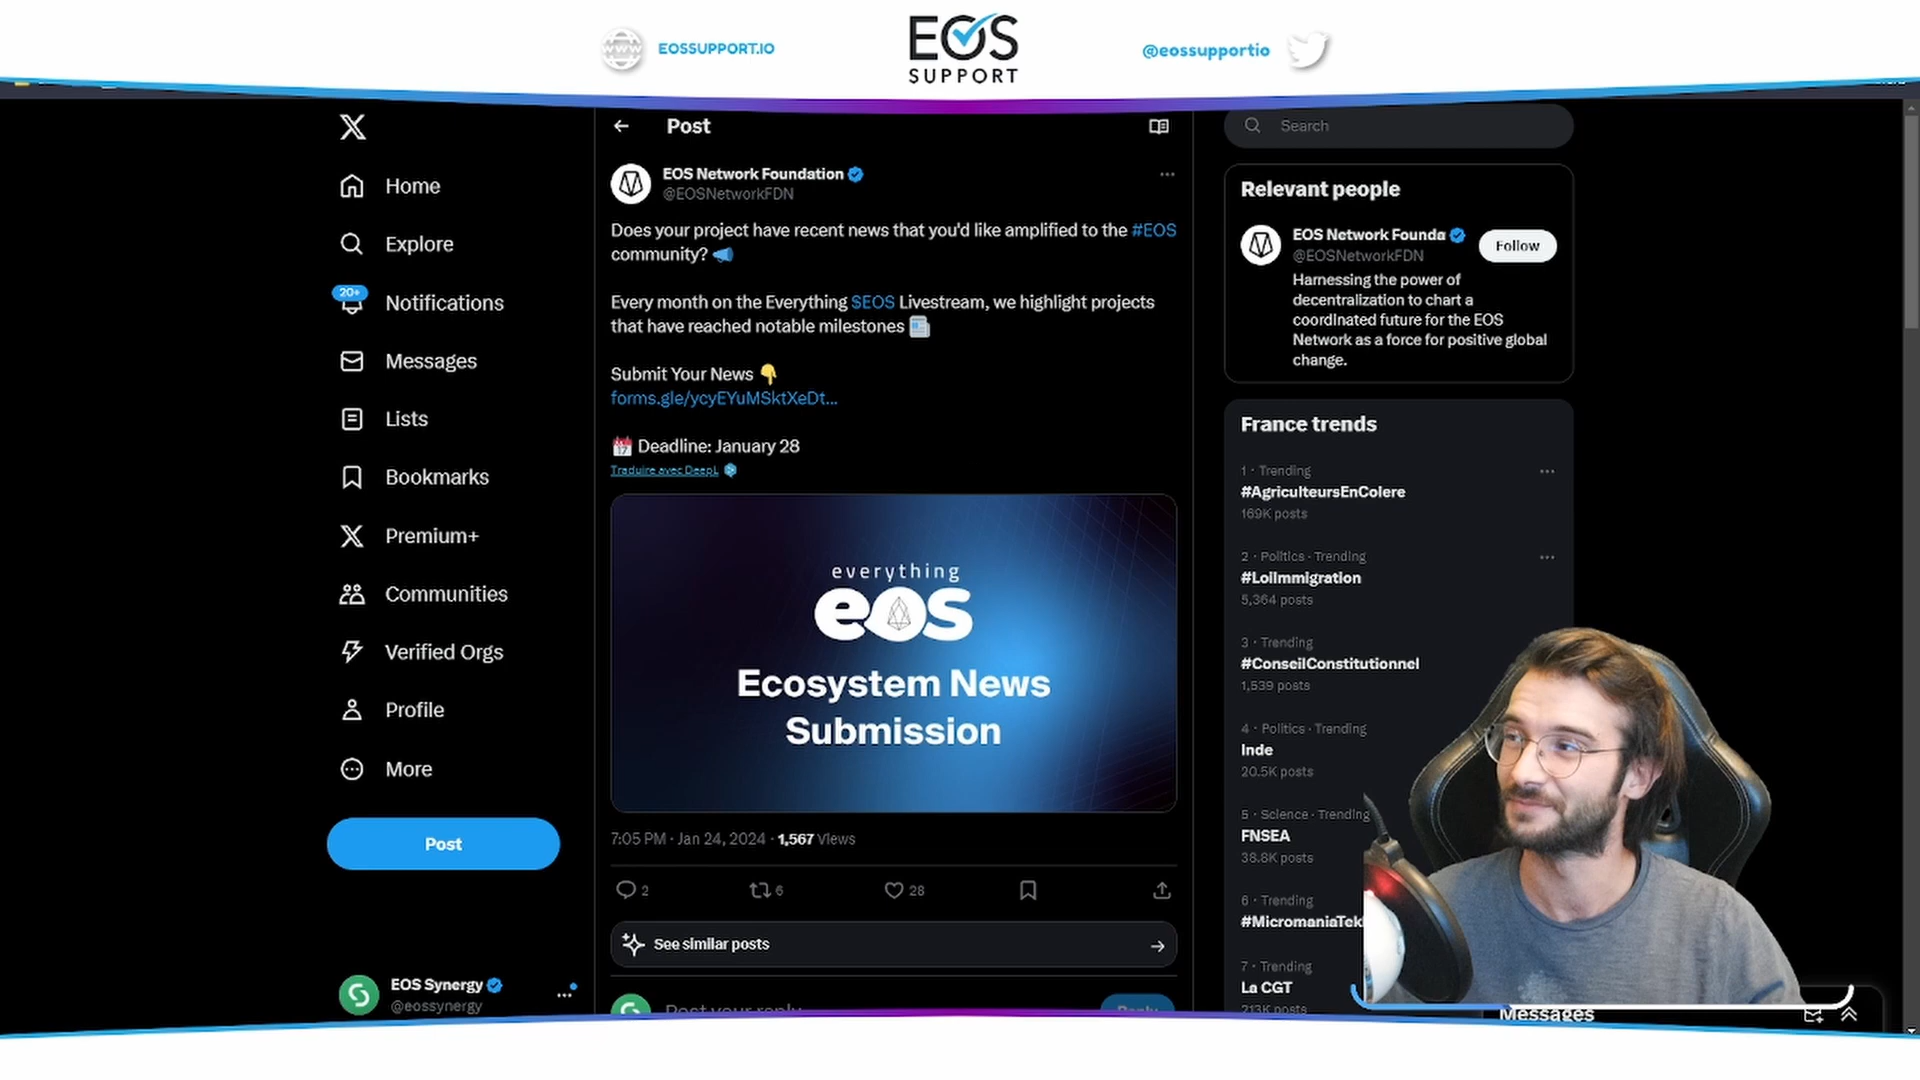 www
EOSSUPPORT.IO
EOS
SUPPORT
@eossupportio
Home
Explore
20+
Notifications
Messages
Lists
Bookmarks
Premium+
Communities
Verified Orgs
Profile
More
Post
EOS Synergy
@eossynergy
Post
EOS Network Foundation
@EOSNetworkFDN
Does your project have recent news that you'd like amplified to the #EOS
community?
Every month on the Everything $EOS Livestream, we highlight projects
that have reached notable milestones
Submit Your News
forms.gle/ycyEYuMSktXeDt...
Deadline: January 28
Traduire avec DeepL
everything
eos
Ecosystem News
Submission
7:05 PM · Jan 24, 2024 · 1,567 Views
2
6
28
See similar posts
Post your reply
Reply
Search
Relevant people
EOS Network Founda
@EOSNetworkFDN
Follow
Harnessing the power of
decentralization to chart a
coordinated future for the EOS
Network as a force for positive global
change.
France trends
1 · Trending
#AgriculteursEnColere
169K posts
2 · Politics · Trending
#LoiImmigration
5,364 posts
3 · Trending
#ConseilConstitutionnel
1,539 posts
4 · Politics · Trending
Inde
20.5K posts
5 · Science · Trending
FNSEA
38.8K posts
6 · Trending
#MicromaniaTek
7 · Trending
La CGT
213K posts
Messages